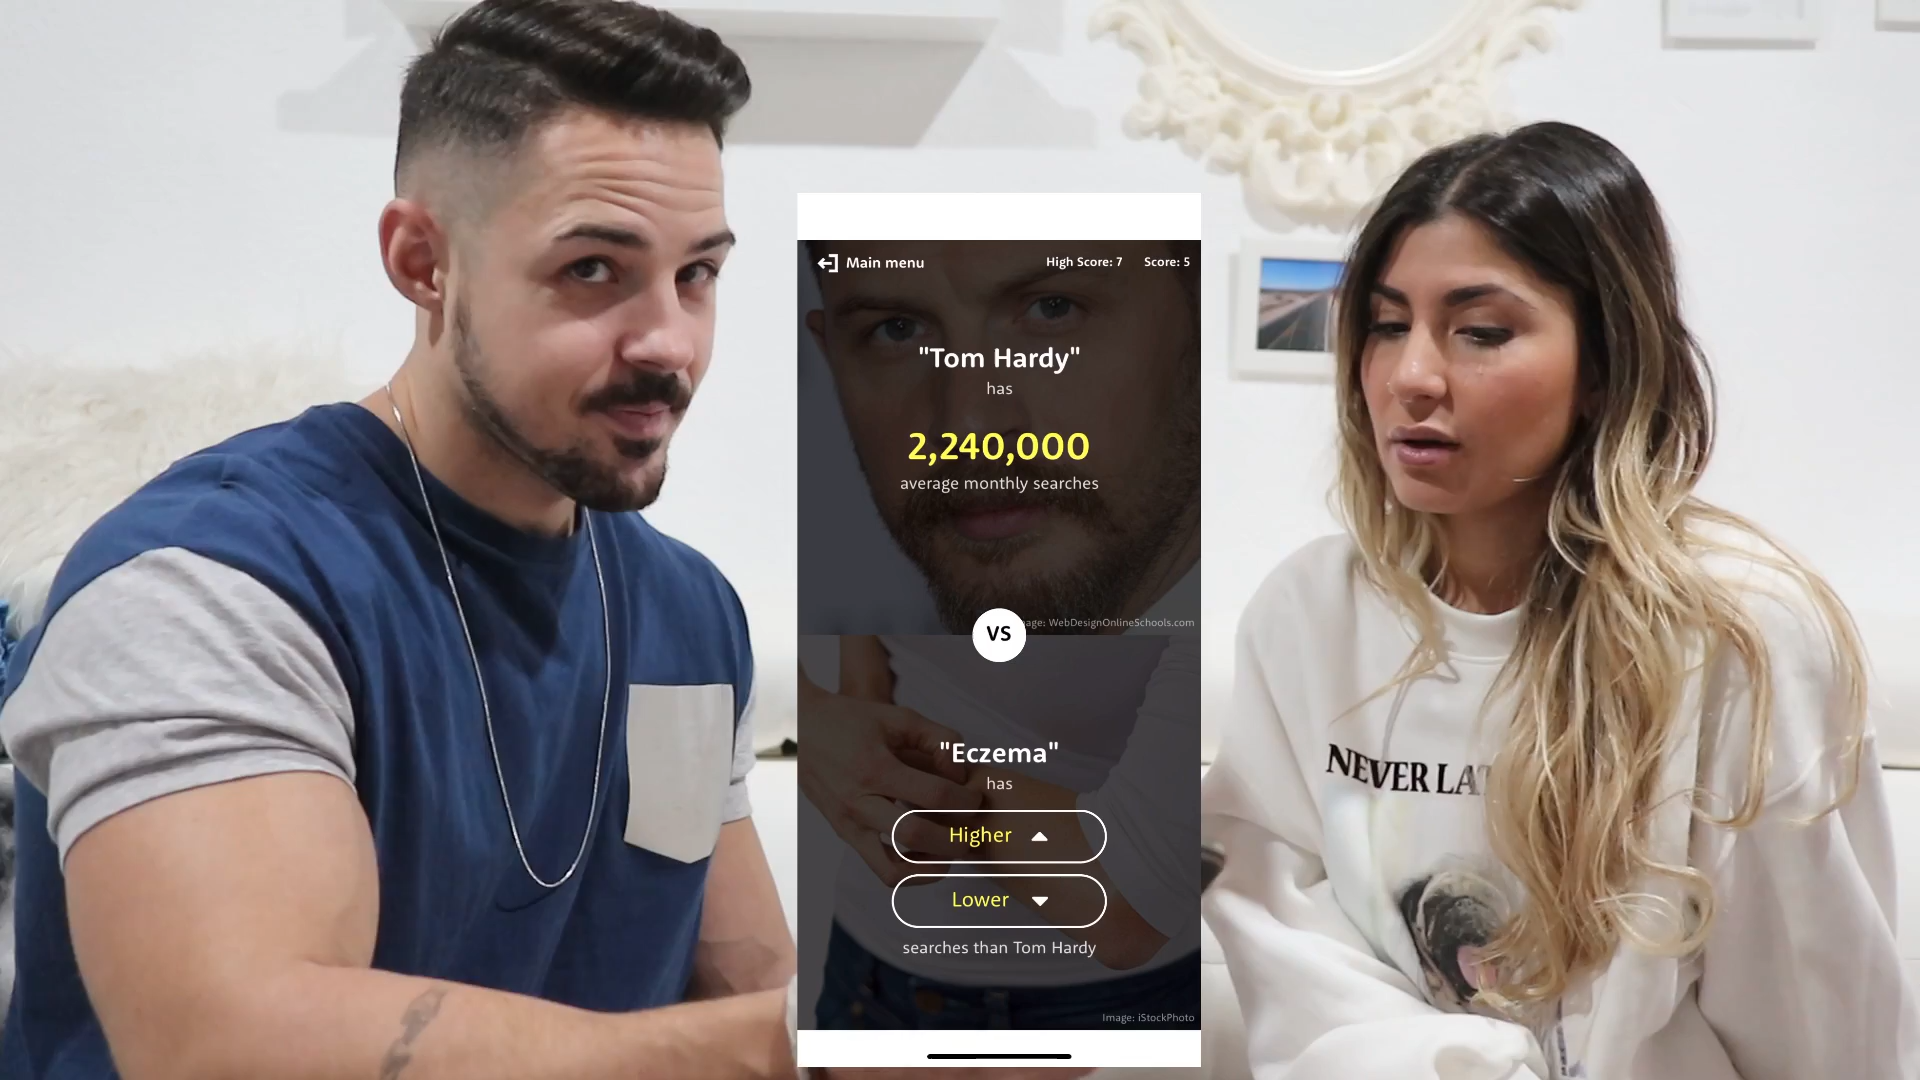 Main menu
High Score: 7 Score: 5
"Tom Hardy"
has
2,240,000
average monthly searches
age: WebDesignOnlineSchools.com
VS
"Eczema"
has
Higher
Lower
searches than Tom Hardy
Image: iStockPhoto
NEVER LA